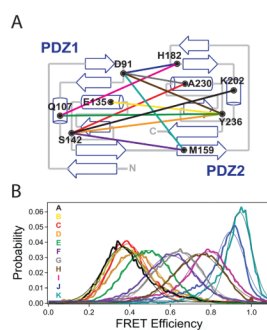 A
PDZ1
H182
D91
K202
A230
E135
Q107
Y236
S142
C
M159
PDZ2
N
B
A
B
C
D
E
F
G
H
I
J
K
0.06
0.05
0.04
0.03
0.02
0.01
0.00
Probability
0.0 0.2 0.4 0.6 0.8 1.0
FRET Efficiency